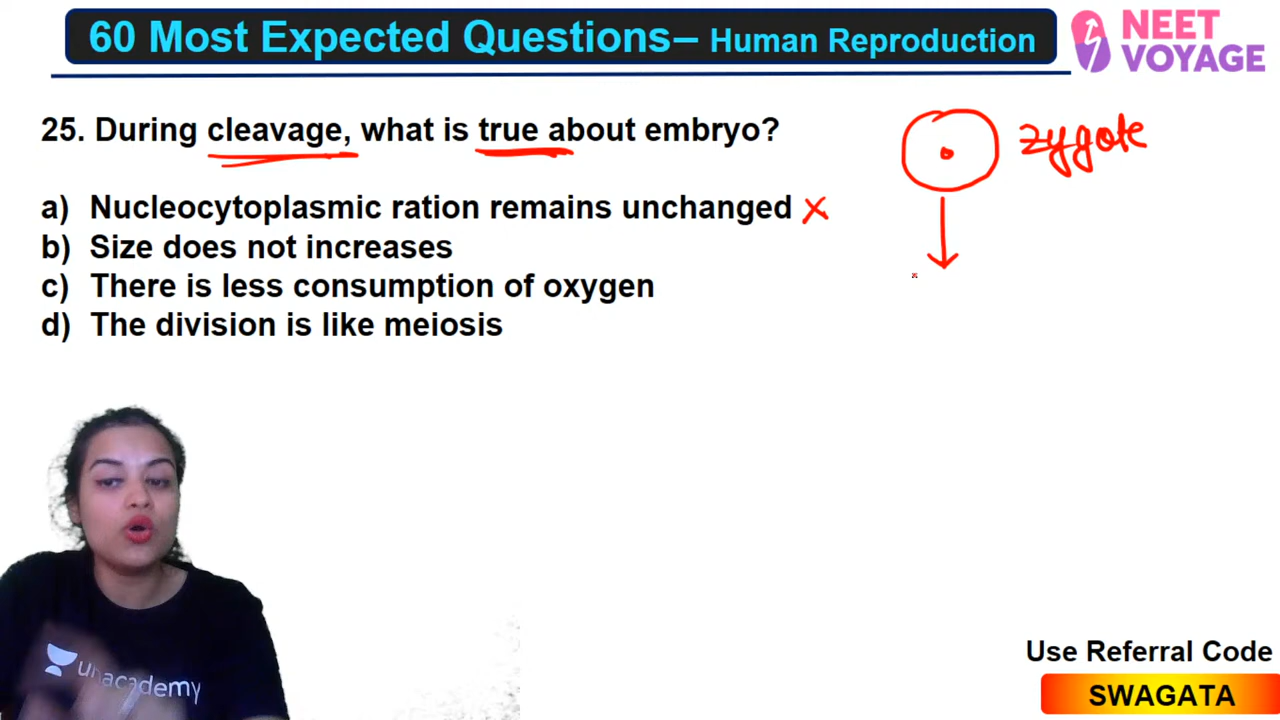 60 Most Expected Questions– Human Reproduction
NEET
VOYAGE
25. During cleavage, what is true about embryo?
zygote
a) Nucleocytoplasmic ration remains unchanged x
b) Size does not increases
c) There is less consumption of oxygen
d) The division is like meiosis
unacademy
Use Referral Code
SWAGATA